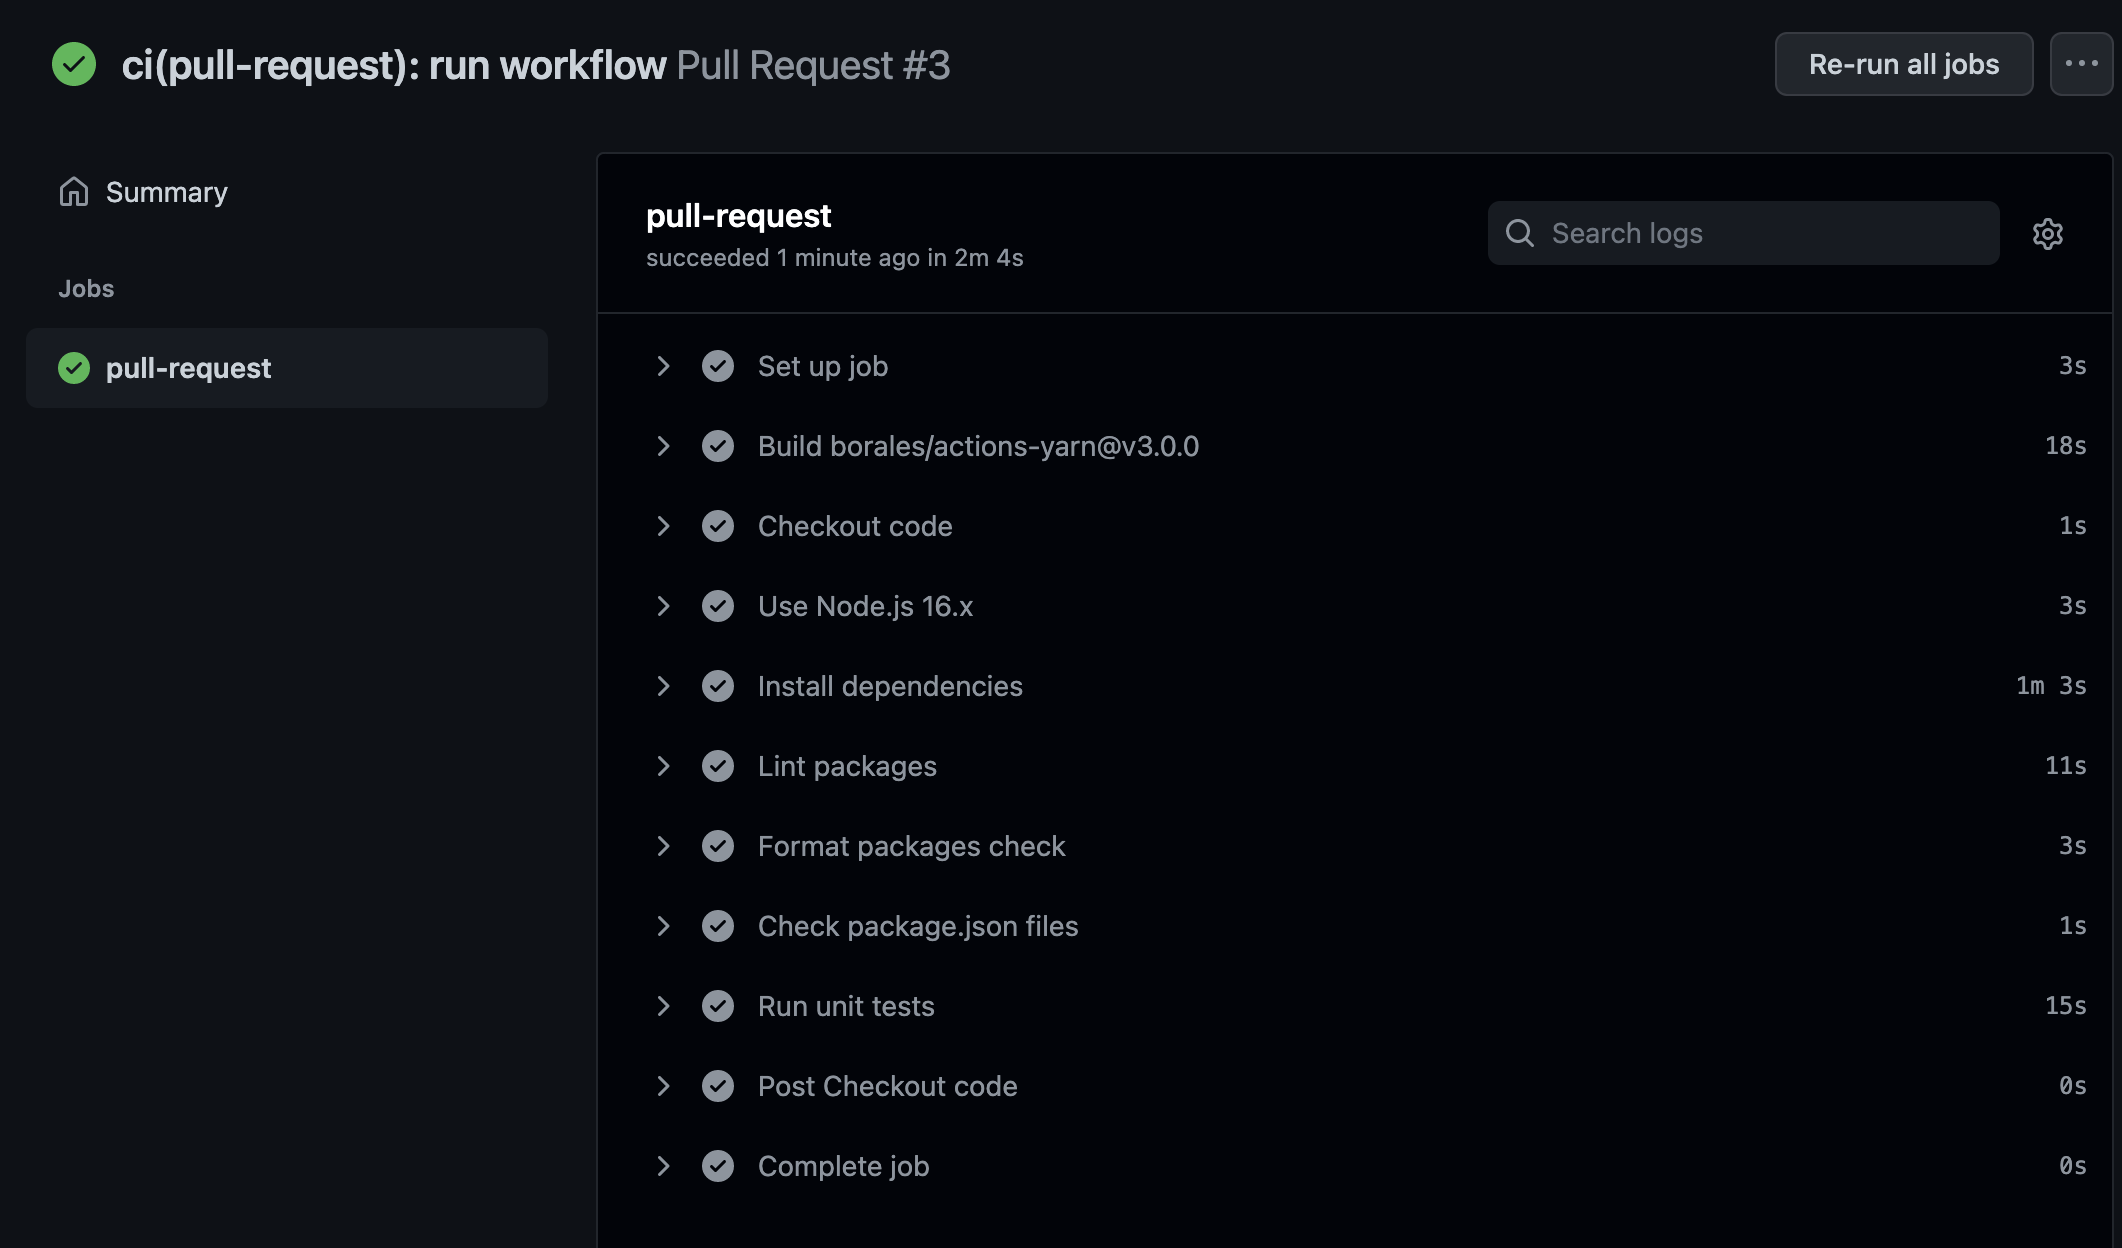 ci(pull-request): run workflow Pull Request #3
Re-run all jobs
Summary
Jobs
pull-request
pull-request
succeeded 1 minute ago in 2m 4s
Search logs
Set up job 3s
Build borales/actions-yarn@v3.0.0 18s
Checkout code 1s
Use Node.js 16.x 3s
Install dependencies 1m 3s
Lint packages 11s
Format packages check 3s
Check package.json files 1s
Run unit tests 15s
Post Checkout code 0s
Complete job 0s